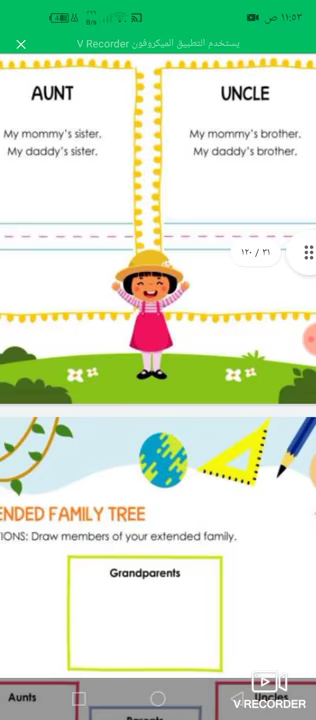 ١١:٥٣ ص
يستخدم التطبيق الميكروفون V Recorder
AUNT
UNCLE
My mommy's sister.
My daddy's sister.
My mommy's brother.
My daddy's brother.
٣١ / ١٢٠
ENDED FAMILY TREE
IONS: Draw members of your extended family.
Grandparents
Aunts
Uncles
Parents
V-RECORDER